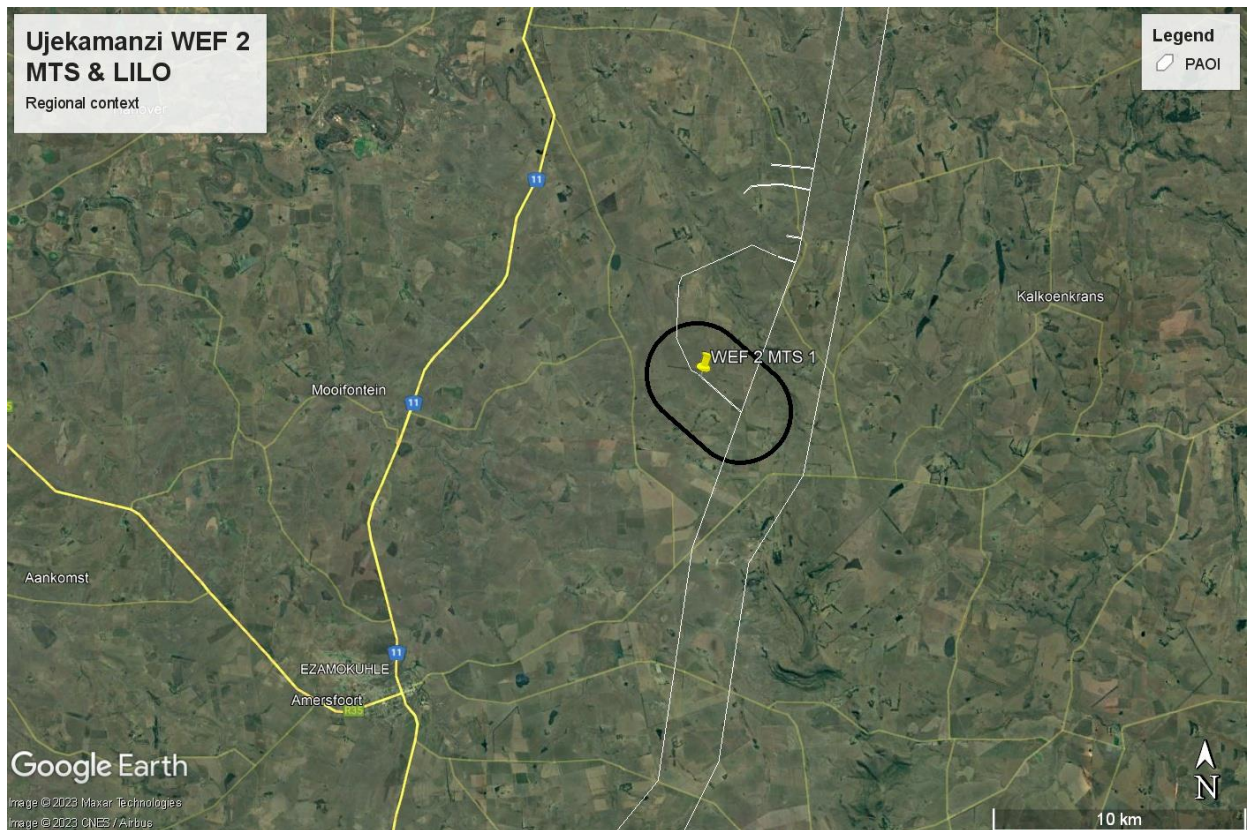 Ujekamanzi WEF 2
MTS & LILO
Regional context
Legend
PAOI
11
Kalkoenkrans
WEF 2 MTS 1
Mooifontein
11
Aankomst
11
EZAMOKUHLE
Amersfoort
R35
Google Earth
Image © 2023 Maxar Technologies
Image © 2023 CNES / Airbus
N
10 km